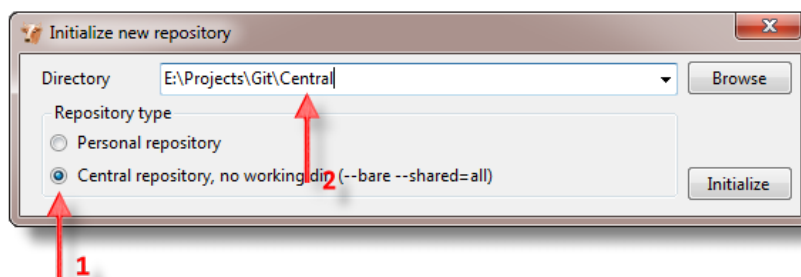 Initialize new repository
Directory E:\Projects\Git\Central Browse
Repository type
Personal repository
Central repository, no working dir (--bare --shared=all)
2
Initialize
1